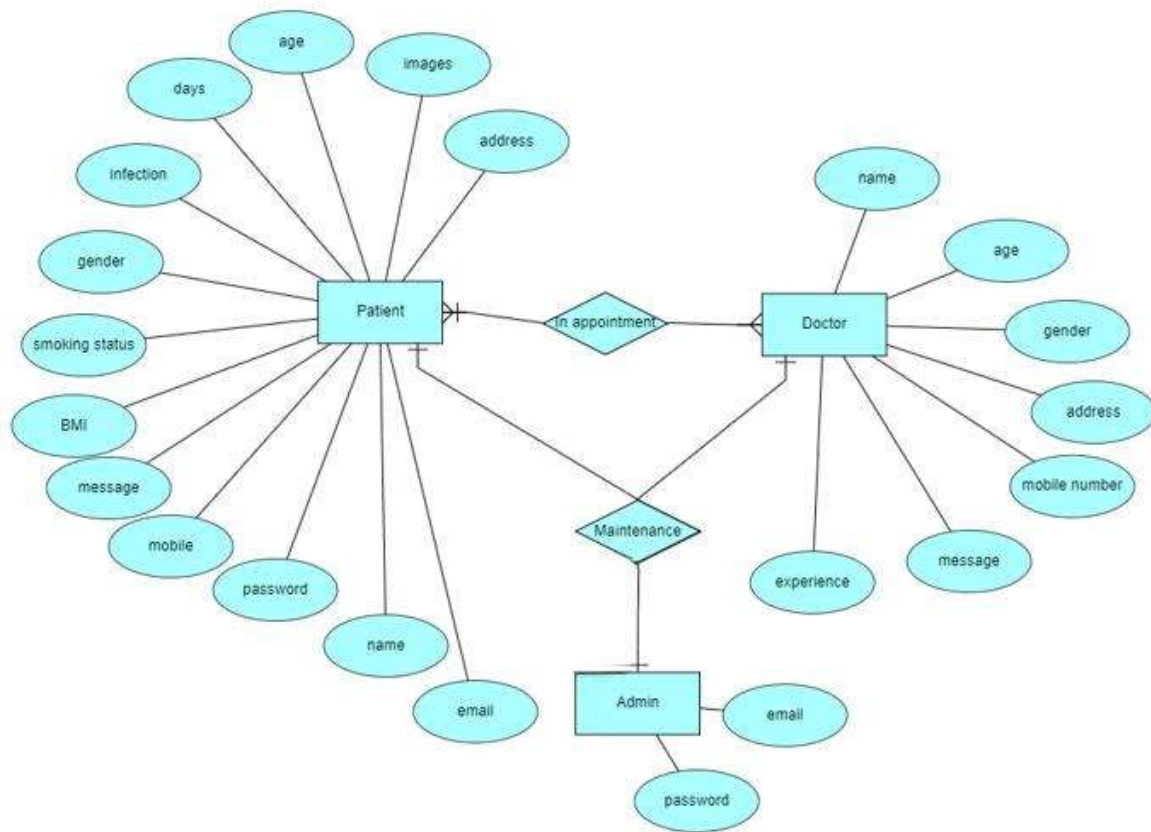 age
images
days
address
infection
name
gender
age
Patient
In appointment
Doctor
gender
smoking status
address
BMI
message
mobile number
Maintenance
mobile
message
experience
password
name
Admin
email
email
password